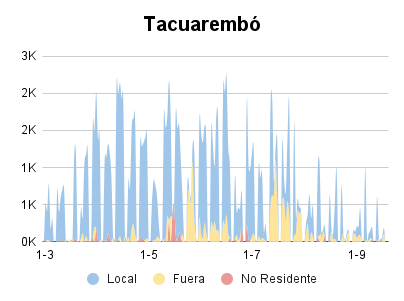 Tacuarembó
3K
2K
2K
1K
1K
0K
1-3 1-5 1-7 1-9
Local Fuera No Residente